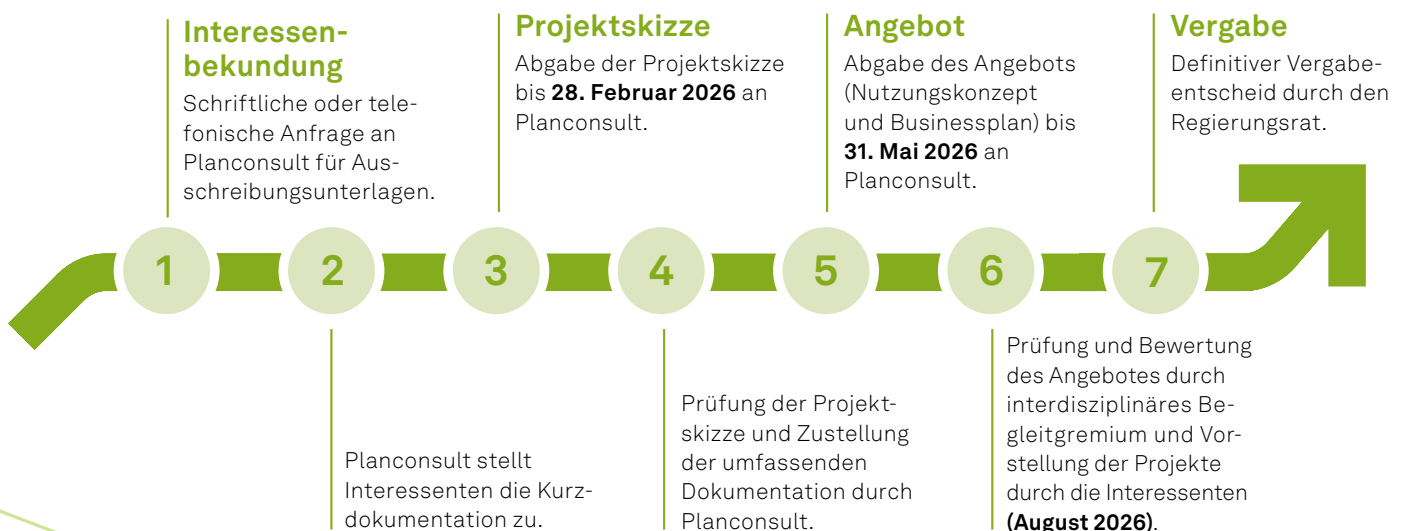 Interessen-
bekundung
Schriftliche oder tele-
fonische Anfrage an
Planconsult für Aus-
schreibungsunterlagen.
Projektskizze
Abgabe der Projektskizze
bis 28. Februar 2026 an
Planconsult.
Angebot
Abgabe des Angebots
(Nutzungskonzept
und Businessplan) bis
31. Mai 2026 an
Planconsult.
Vergabe
Definitiver Vergabe-
entscheid durch den
Regierungsrat.
1
2
3
4
5
6
7
Planconsult stellt
Interessenten die Kurz-
dokumentation zu.
Prüfung der Projekt-
skizze und Zustellung
der umfassenden
Dokumentation durch
Planconsult.
Prüfung und Bewertung
des Angebotes durch
interdisziplinäres Be-
gleitgremium und Vor-
stellung der Projekte
durch die Interessenten
(August 2026).